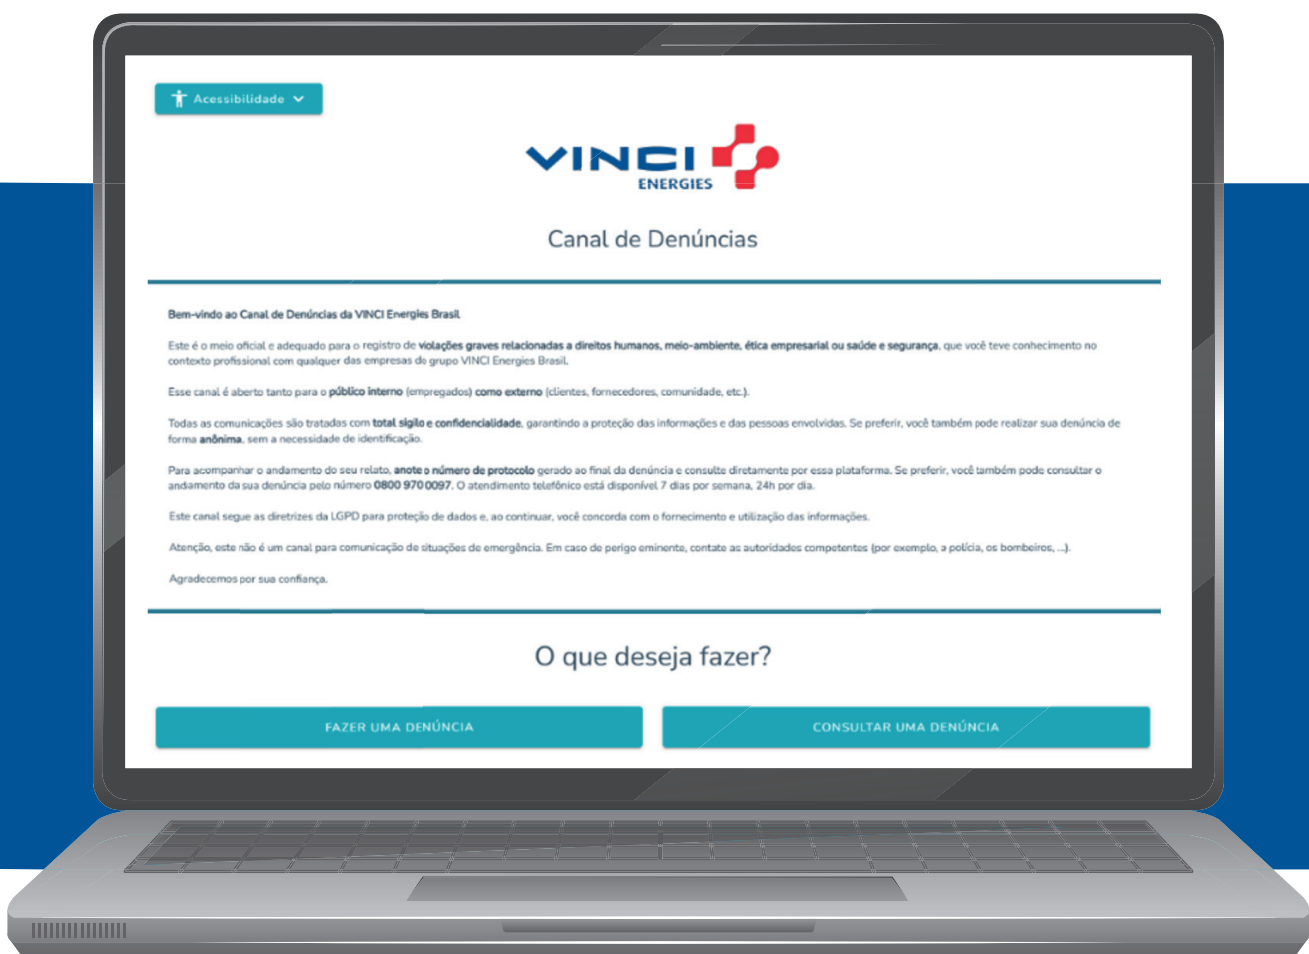 Acessibilidade
VINCI
ENERGIES
Canal de Denúncias
Bem-vindo ao Canal de Denúncias da VINCI Energies Brasil
Este é o meio oficial e adequado para o registro de violações graves relacionadas a direitos humanos, meio-ambiente, ética empresarial ou saúde e segurança, que você teve conhecimento no
contexto profissional com qualquer das empresas do grupo VINCI Energies Brasil.
Esse canal é aberto tanto para o público interno (empregados) como externo (clientes, fornecedores, comunidade, etc.).
Todas as comunicações são tratadas com total sigilo e confidencialidade, garantindo a proteção das informações e das pessoas envolvidas. Se preferir, você também pode realizar sua denúncia de
forma anônima, sem a necessidade de identificação.
Para acompanhar o andamento do seu relato, anote o número de protocolo gerado ao final da denúncia e consulte diretamente por essa plataforma. Se preferir, você também pode consultar o
andamento da sua denúncia pelo número 0800 970 0097. O atendimento telefônico está disponível 7 dias por semana, 24h por dia.
Este canal segue as diretrizes da LGPD para proteção de dados e, ao continuar, você concorda com o fornecimento e utilização das informações.
Atenção, este não é um canal para comunicação de situações de emergência. Em caso de perigo eminente, contate as autoridades competentes (por exemplo, a polícia, os bombeiros, ...).
Agradecemos por sua confiança.
O que deseja fazer?
FAZER UMA DENÚNCIA
CONSULTAR UMA DENÚNCIA